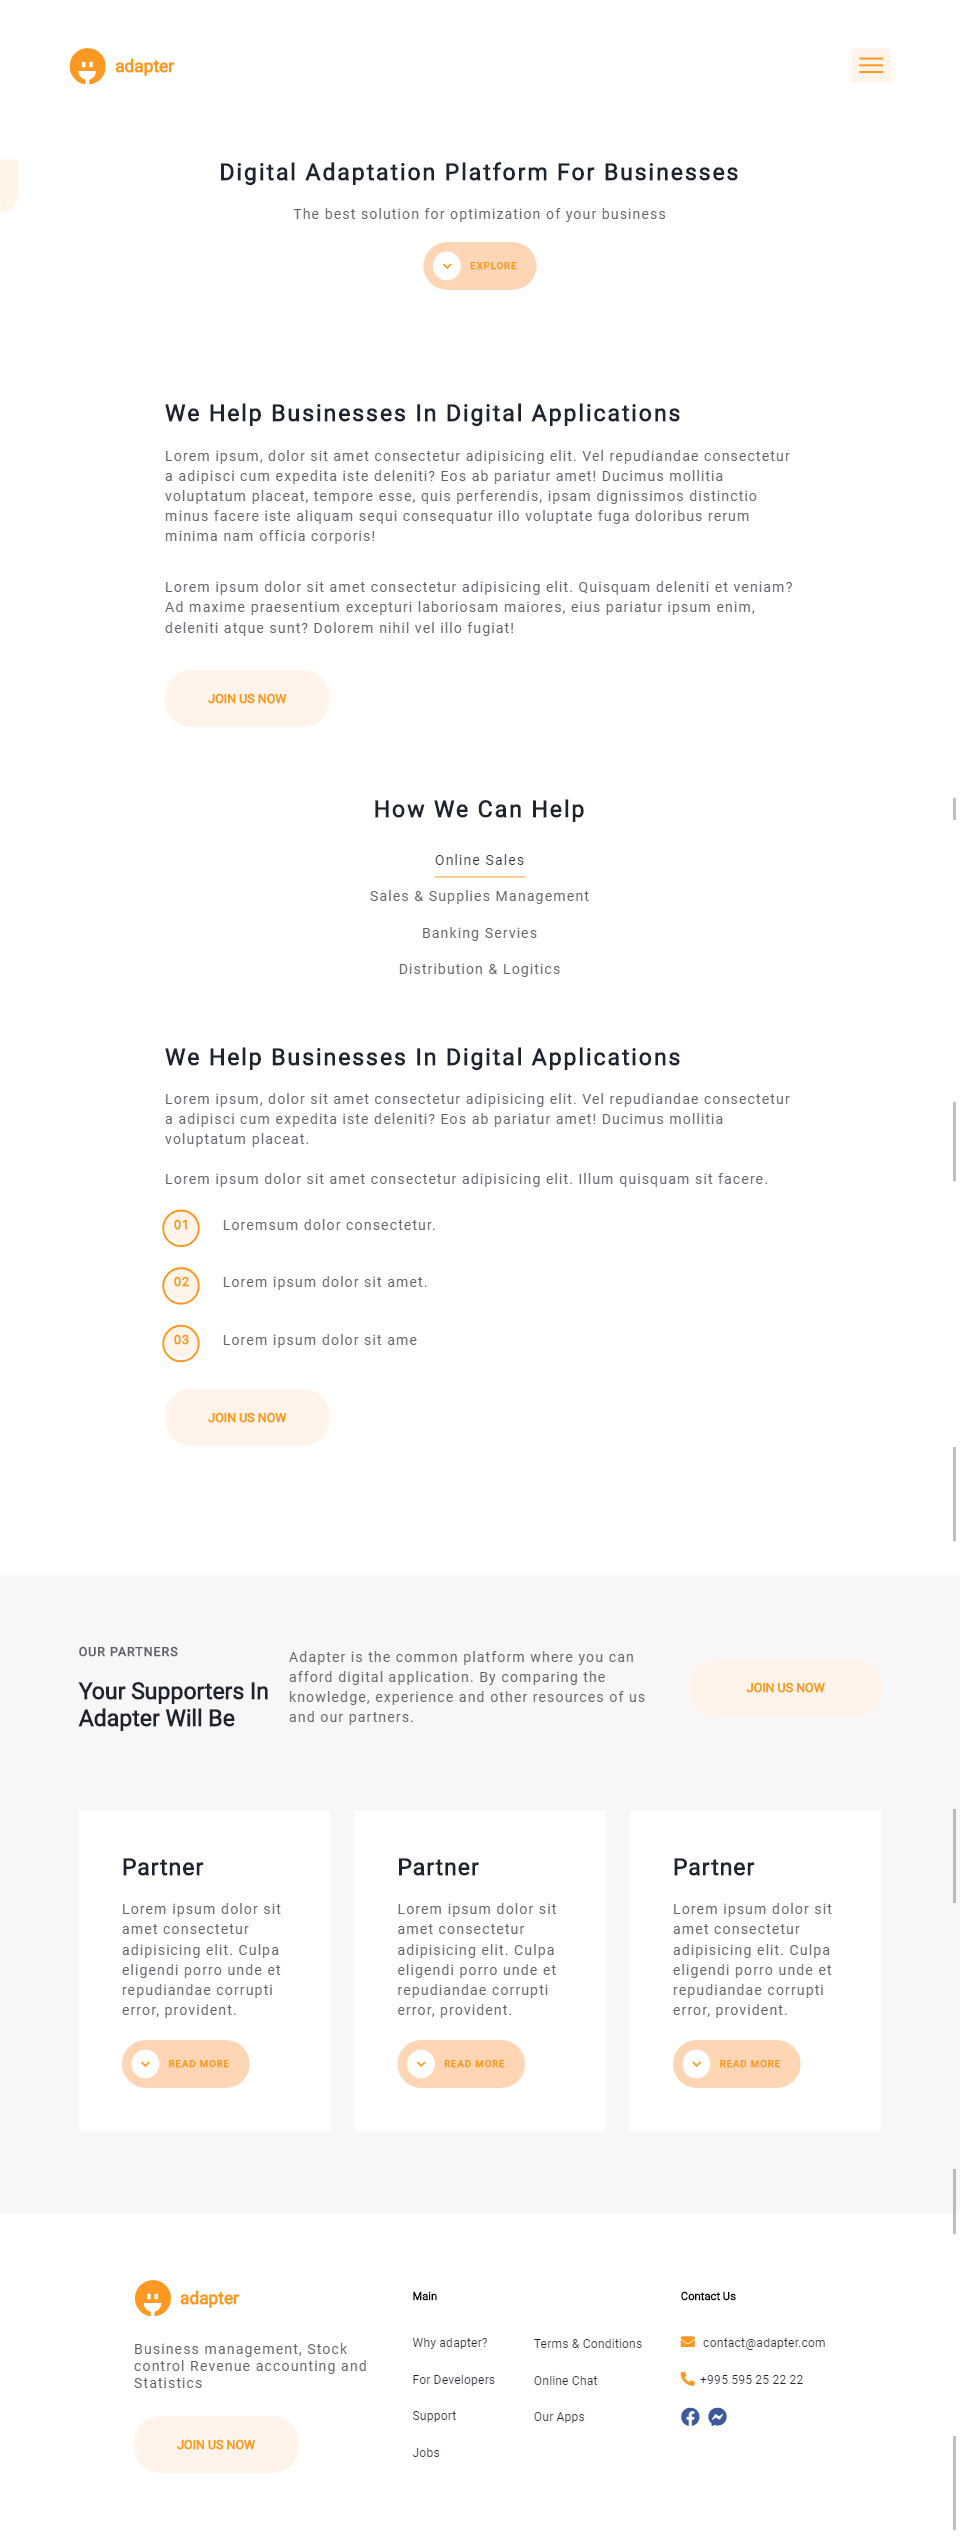 adapter
Digital Adaptation Platform For Businesses
The best solution for optimization of your business
EXPLORE
We Help Businesses In Digital Applications
Lorem ipsum, dolor sit amet consectetur adipisicing elit. Vel repudiandae consectetur
a adipisci cum expedita iste deleniti? Eos ab pariatur amet! Ducimus mollitia
voluptatum placeat, tempore esse, quis perferendis, ipsam dignissimos distinctio
minus facere iste aliquam sequi consequatur illo voluptate fuga doloribus rerum
minima nam officia corporis!
Lorem ipsum dolor sit amet consectetur adipisicing elit. Quisquam deleniti et veniam?
Ad maxime praesentium excepturi laboriosam maiores, eius pariatur ipsum enim,
deleniti atque sunt? Dolorem nihil vel illo fugiat!
JOIN US NOW
How We Can Help
Online Sales
Sales & Supplies Management
Banking Servies
Distribution & Logitics
We Help Businesses In Digital Applications
Lorem ipsum, dolor sit amet consectetur adipisicing elit. Vel repudiandae consectetur
a adipisci cum expedita iste deleniti? Eos ab pariatur amet! Ducimus mollitia
voluptatum placeat.
Lorem ipsum dolor sit amet consectetur adipisicing elit. Illum quisquam sit facere.
01 Loremsum dolor consectetur.
02 Lorem ipsum dolor sit amet.
03 Lorem ipsum dolor sit ame
JOIN US NOW
OUR PARTNERS
Your Supporters In
Adapter Will Be
Adapter is the common platform where you can
afford digital application. By comparing the
knowledge, experience and other resources of us
and our partners.
JOIN US NOW
Partner
Lorem ipsum dolor sit
amet consectetur
adipisicing elit. Culpa
eligendi porro unde et
repudiandae corrupti
error, provident.
READ MORE
Partner
Lorem ipsum dolor sit
amet consectetur
adipisicing elit. Culpa
eligendi porro unde et
repudiandae corrupti
error, provident.
READ MORE
Partner
Lorem ipsum dolor sit
amet consectetur
adipisicing elit. Culpa
eligendi porro unde et
repudiandae corrupti
error, provident.
READ MORE
adapter
Business management, Stock
control Revenue accounting and
Statistics
JOIN US NOW
Main
Why adapter?
For Developers
Support
Jobs
Terms & Conditions
Online Chat
Our Apps
Contact Us
contact@adapter.com
+995 595 25 22 22